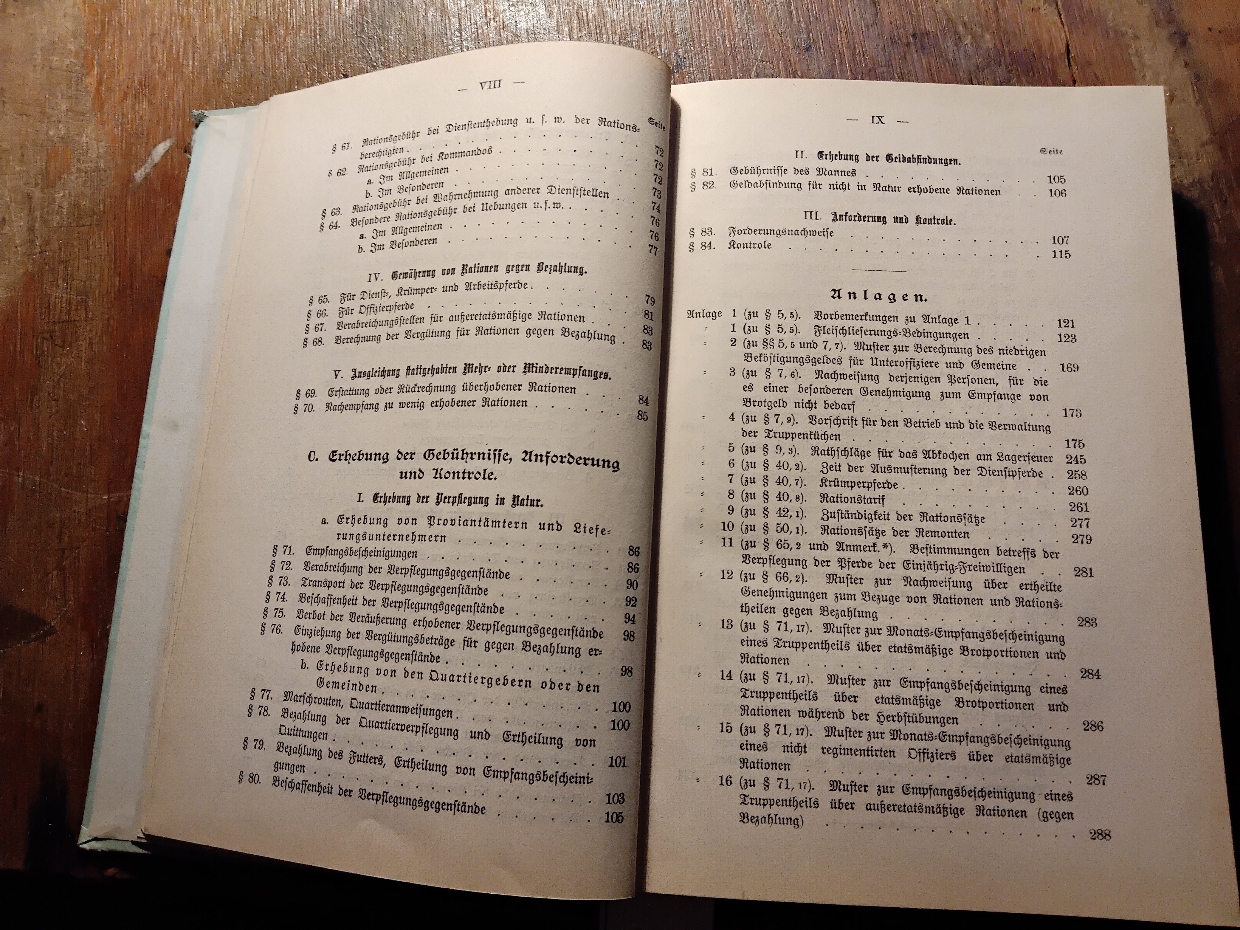 — VIII —
Seite
§ 61. Rationsgebühr bei Dienstenthebung u. s. w. der Rations-
berechtigten . . . . . . . . . . 72
§ 62. Rationsgebühr bei Kommandos . . . . . . . . 72
a. Im Allgemeinen . . . . . . . . . . 72
b. Im Besonderen . . . . . . . . . . 73
§ 63. Rationsgebühr bei Wahrnehmung anderer Dienststellen . . . 74
§ 64. Besondere Rationsgebühr bei Uebungen u. s. w. . . . . . 76
a. Im Allgemeinen . . . . . . . . . . 76
b. Im Besonderen . . . . . . . . . . 77
IV. Gewährung von Rationen gegen Bezahlung.
§ 65. Für Dienst-, Krümper- und Arbeitspferde . . . . . . 79
§ 66. Für Offizierpferde . . . . . . . . . . 81
§ 67. Verabreichungsstellen für außeretatsmäßige Rationen . . . . 83
§ 68. Berechnung der Vergütung für Rationen gegen Bezahlung . . 83
V. Ausgleichung stattgehabten Mehr- oder Minderempfanges.
§ 69. Erstattung oder Rückrechnung überhobener Rationen . . . 84
§ 70. Nachempfang zu wenig erhobener Rationen . . . . . . 85
C. Erhebung der Gebührnisse, Anforderung
und Kontrole.
I. Erhebung der Verpflegung in Natur.
a. Erhebung von Proviantämtern und Liefe-
rungsunternehmern . . . . . . . . . 86
§ 71. Empfangsbescheinigungen . . . . . . . . . . 86
§ 72. Verabreichung der Verpflegungsgegenstände . . . . . . 90
§ 73. Transport der Verpflegungsgegenstände . . . . . . . 92
§ 74. Beschaffenheit der Verpflegungsgegenstände . . . . . . 94
§ 75. Verbot der Veräußerung erhobener Verpflegungsgegenstände 98
§ 76. Einziehung der Vergütungsbeträge für gegen Bezahlung er-
hobene Verpflegungsgegenstände . . . . . . . . 98
b. Erhebung von den Quartiergebern oder den
Gemeinden . . . . . . . . . . . 100
§ 77. Marschrouten, Quartieranweisungen . . . . . . . . 100
§ 78. Bezahlung der Quartierverpflegung und Ertheilung von
Quittungen . . . . . . . . . . . 101
§ 79. Bezahlung des Futters, Ertheilung von Empfangsbescheini-
gungen . . . . . . . . . . . . 103
§ 80. Beschaffenheit der Verpflegungsgegenstände . . . . . . 105
— IX —
Seite
II. Erhebung der Geldabfindungen.
§ 81. Gebührnisse des Mannes . . . . . . . . . . 105
§ 82. Geldabfindung für nicht in Natur erhobene Rationen . . . 106
III. Anforderung und Kontrole.
§ 83. Forderungsnachweise . . . . . . . . . . . 107
§ 84. Kontrole . . . . . . . . . . . . . 115
Anlagen.
Anlage 1 (zu § 5, 5). Vorbemerkungen zu Anlage 1 . . . . . 121
" 1 (zu § 5, 5). Fleischlieferungs-Bedingungen . . . . . 123
" 2 (zu §§ 5, 5 und 7, 7). Muster zur Berechnung des niedrigen
Beköstigungsgeldes für Unteroffiziere und Gemeine . . 169
" 3 (zu § 7, 6). Nachweisung derjenigen Personen, für die
es einer besonderen Genehmigung zum Empfange von
Brotgeld nicht bedarf . . . . . . . . . 173
" 4 (zu § 7, 9). Vorschrift für den Betrieb und die Verwaltung
der Truppenküchen . . . . . . . . . . 175
" 5 (zu § 9, 3). Rathschläge für das Abkochen am Lagerfeuer 245
" 6 (zu § 40, 2). Zeit der Ausmusterung der Dienstpferde . 258
" 7 (zu § 40, 7). Krümperpferde . . . . . . . . 260
" 8 (zu § 40, 8). Rationstarif . . . . . . . . . 261
" 9 (zu § 42, 1). Zuständigkeit der Rationssätze . . . . 277
" 10 (zu § 50, 1). Rationssätze der Remonten . . . . . 279
" 11 (zu § 65, 2 und Anmerk. *). Bestimmungen betreffs der
Verpflegung der Pferde der Einjährig-Freiwilligen . . 281
" 12 (zu § 66, 2). Muster zur Nachweisung über ertheilte
Genehmigungen zum Bezuge von Rationen und Rations-
theilen gegen Bezahlung . . . . . . . . . 283
" 13 (zu § 71, 17). Muster zur Monats-Empfangsbescheinigung
eines Truppentheils über etatsmäßige Brotportionen und
Rationen . . . . . . . . . . . . 284
" 14 (zu § 71, 17). Muster zur Empfangsbescheinigung eines
Truppentheils über etatsmäßige Brotportionen und
Rationen während der Herbstübungen . . . . . . 286
" 15 (zu § 71, 17). Muster zur Monats-Empfangsbescheinigung
eines nicht regimentirten Offiziers über etatsmäßige
Rationen . . . . . . . . . . . . 287
" 16 (zu § 71, 17). Muster zur Empfangsbescheinigung eines
Truppentheils über außeretatsmäßige Rationen (gegen
Bezahlung) . . . . . . . . . . . 288